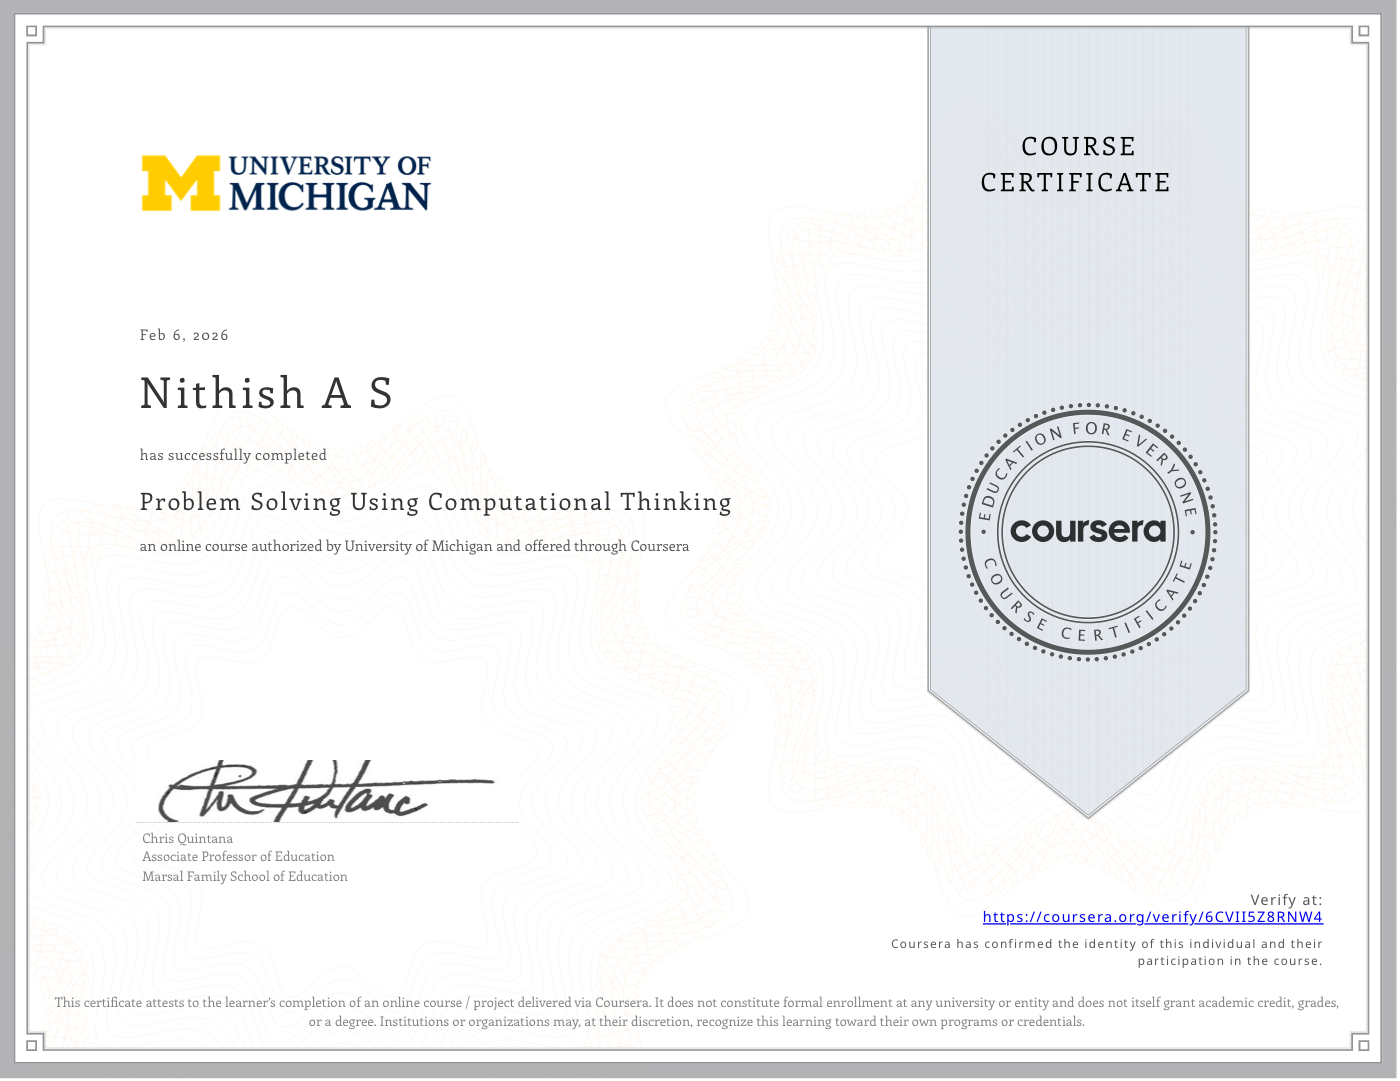 UNIVERSITY OF
MICHIGAN
COURSE
CERTIFICATE
Feb 6, 2026
Nithish A S
has successfully completed
Problem Solving Using Computational Thinking
an online course authorized by University of Michigan and offered through Coursera
EDUCATION FOR EVERYONE
coursera
COURSE CERTIFICATE
Chris Quintana
Chris Quintana
Associate Professor of Education
Marsal Family School of Education
Verify at:
https://coursera.org/verify/6CVII5Z8RNW4
Coursera has confirmed the identity of this individual and their
participation in the course.
This certificate attests to the learner's completion of an online course / project delivered via Coursera. It does not constitute formal enrollment at any university or entity and does not itself grant academic credit, grades,
or a degree. Institutions or organizations may, at their discretion, recognize this learning toward their own programs or credentials.